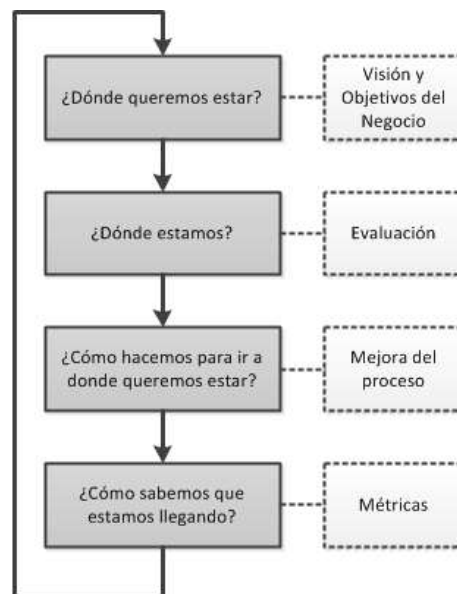 ¿Dónde queremos estar?
Visión y
Objetivos del
Negocio
¿Dónde estamos?
Evaluación
¿Cómo hacemos para ir a
donde queremos estar?
Mejora del
proceso
¿Cómo sabemos que
estamos llegando?
Métricas